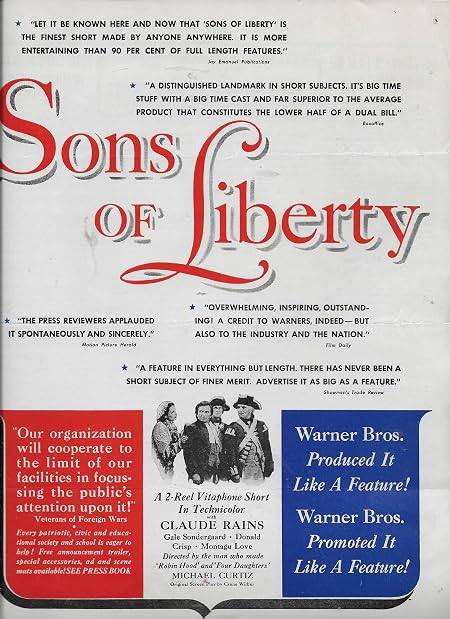 ★ "LET IT BE KNOWN HERE AND NOW THAT 'SONS OF LIBERTY' IS
THE FINEST SHORT MADE BY ANYONE ANYWHERE. IT IS MORE
ENTERTAINING THAN 90 PER CENT OF FULL LENGTH FEATURES."
Jay Emanuel Publications
★ "A DISTINGUISHED LANDMARK IN SHORT SUBJECTS. IT'S BIG TIME
STUFF WITH A BIG TIME CAST AND FAR SUPERIOR TO THE AVERAGE
PRODUCT THAT CONSTITUTES THE LOWER HALF OF A DUAL BILL."
Boxoffice
Sons
OF Liberty
★ "THE PRESS REVIEWERS APPLAUDED
IT SPONTANEOUSLY AND SINCERELY."
Motion Picture Herald
★ "OVERWHELMING, INSPIRING, OUTSTAND-
ING! A CREDIT TO WARNERS, INDEED—BUT
ALSO TO THE INDUSTRY AND THE NATION."
Film Daily
★ "A FEATURE IN EVERYTHING BUT LENGTH. THERE HAS NEVER BEEN A
SHORT SUBJECT OF FINER MERIT. ADVERTISE IT AS BIG AS A FEATURE."
Showmen's Trade Review
"Our organization
will cooperate to
the limit of our
facilities in focus-
sing the public's
attention upon it!"
Veterans of Foreign Wars
Every patriotic, civic and educa-
tional society and school is eager to
help! Free announcement trailer,
special accessories, ad and scene
mats available! SEE PRESS BOOK
A 2-Reel Vitaphone Short
In Technicolor
with
CLAUDE RAINS
Gale Sondergaard · Donald
Crisp · Montagu Love
Directed by the man who made
'Robin Hood' and 'Four Daughters'
MICHAEL CURTIZ
Original Screen Play by Crane Wilbur
Warner Bros.
Produced It
Like A Feature!
Warner Bros.
Promoted It
Like A Feature!